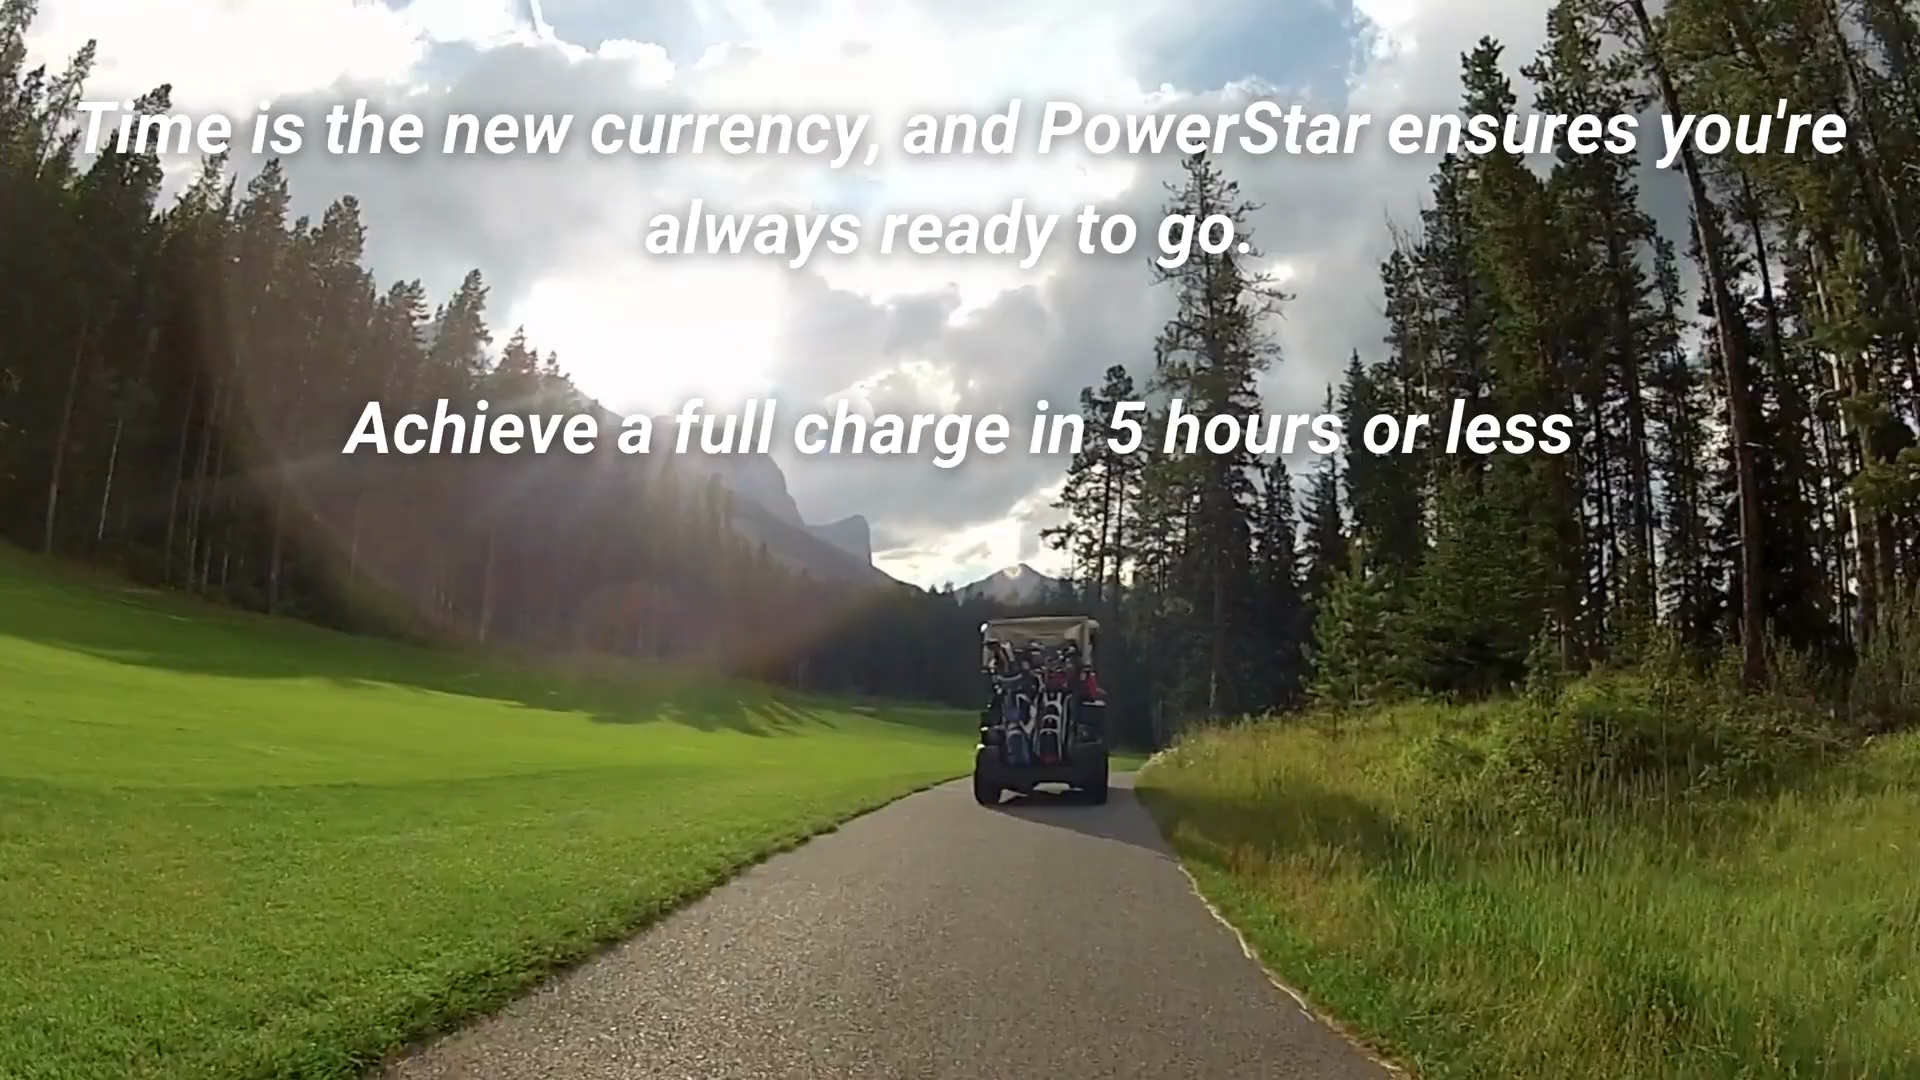 Time is the new currency, and PowerStar ensures you're
always ready to go.
Achieve a full charge in 5 hours or less